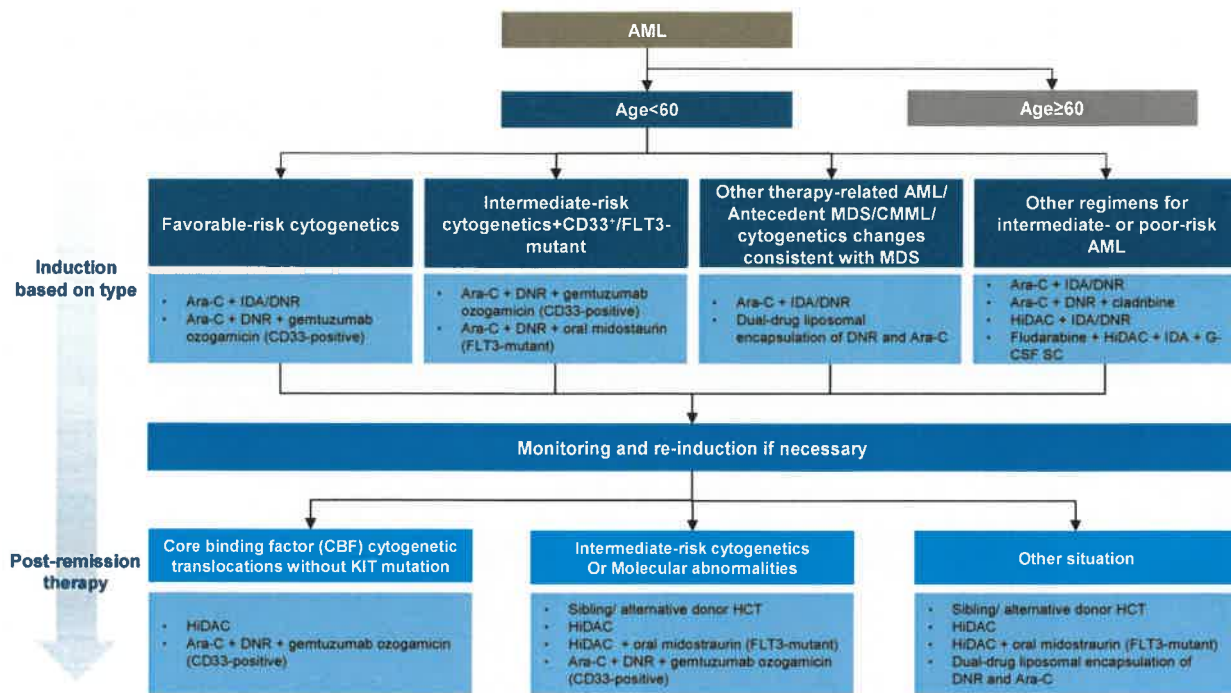 AML
Age<60
Age≥60
Induction
based on type
Favorable-risk cytogenetics
Intermediate-risk
cytogenetics+CD33⁺/FLT3-
mutant
Other therapy-related AML/
Antecedent MDS/CMML/
cytogenetics changes
consistent with MDS
Other regimens for
intermediate- or poor-risk
AML
• Ara-C + IDA/DNR
• Ara-C + DNR + gemtuzumab
ozogamicin (CD33-positive)
• Ara-C + DNR + gemtuzumab
ozogamicin (CD33-positive)
• Ara-C + DNR + oral midostaurin
(FLT3-mutant)
• Ara-C + IDA/DNR
• Dual-drug liposomal
encapsulation of DNR and Ara-C
• Ara-C + IDA/DNR
• Ara-C + DNR + cladribine
• HiDAC + IDA/DNR
• Fludarabine + HiDAC + IDA + G-
CSF SC
Monitoring and re-induction if necessary
Post-remission
therapy
Core binding factor (CBF) cytogenetic
translocations without KIT mutation
Intermediate-risk cytogenetics
Or Molecular abnormalities
Other situation
• HiDAC
• Ara-C + DNR + gemtuzumab ozogamicin
(CD33-positive)
• Sibling/ alternative donor HCT
• HiDAC
• HiDAC + oral midostraurin (FLT3-mutant)
• Ara-C + DNR + gemtuzumab ozogamicin
(CD33-positive)
• Sibling/ alternative donor HCT
• HiDAC
• HiDAC + oral midostraurin (FLT3-mutant)
• Dual-drug liposomal encapsulation of
DNR and Ara-C